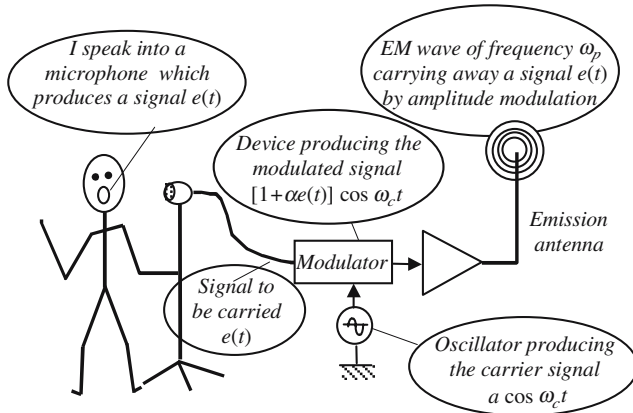 I speak into a
microphone which
produces a signal e(t)
EM wave of frequency ωp
carrying away a signal e(t)
by amplitude modulation
Device producing the
modulated signal
[1+αe(t)] cos ωct
Emission
antenna
Modulator
Signal to
be carried
e(t)
Oscillator producing
the carrier signal
a cos ωct